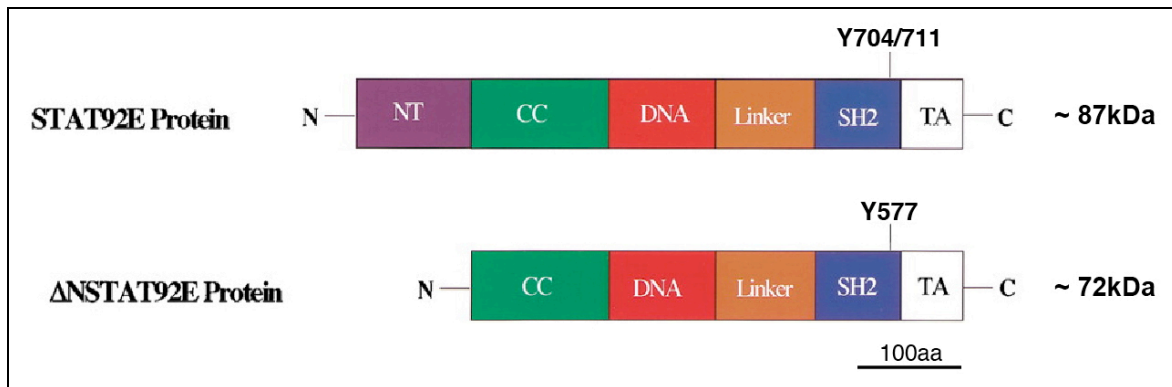 Y704/711
STAT92E Protein N NT CC DNA Linker SH2 TA C ~ 87kDa
Y577
ΔNSTAT92E Protein N CC DNA Linker SH2 TA C ~ 72kDa
100aa